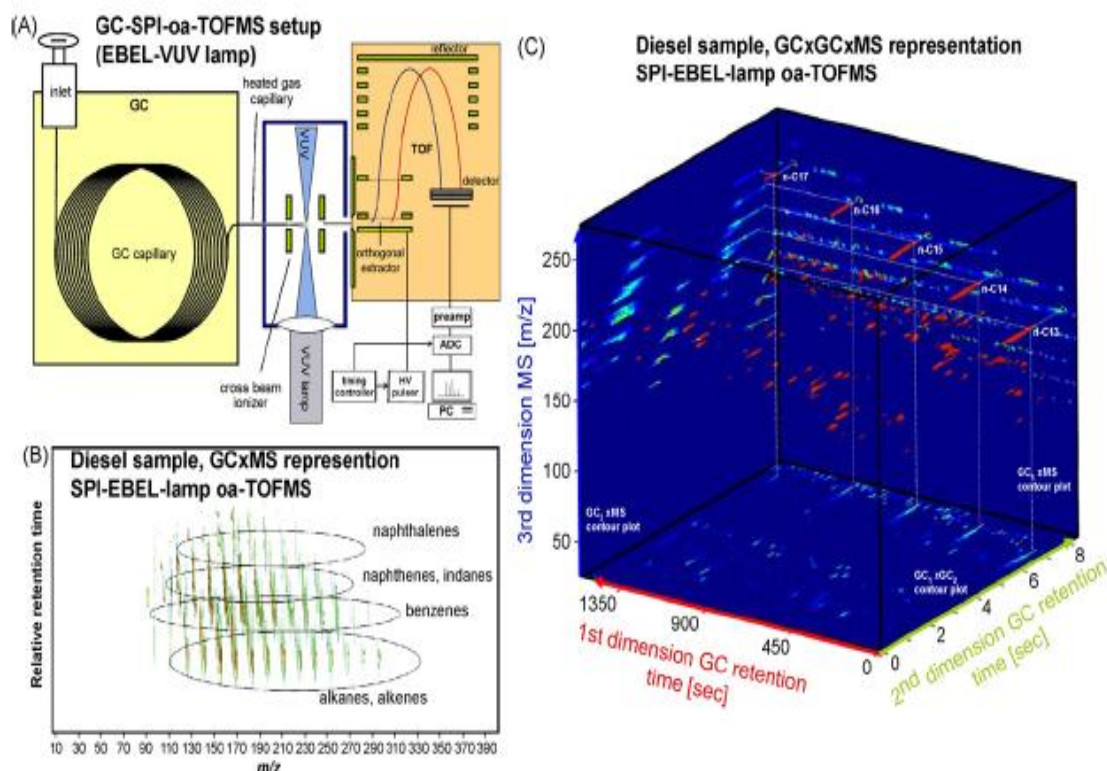 (A)
GC-SPI-oa-TOFMS setup
(EBEL-VUV lamp)
inlet
GC
heated gas
capillary
reflector
VUV
TOF
detector
GC capillary
orthogonal
extractor
preamp
ADC
cross beam
ionizer
VUV lamp
timing
controller
HV
pulser
PC
(B)
Diesel sample, GCxMS represention
SPI-EBEL-lamp oa-TOFMS
Relative retention time
naphthalenes
naphthenes, indanes
benzenes
alkanes, alkenes
10 30 50 70 90 110 130 150 170 190 210 230 250 270 290 310 330 350 370 390
m/z
(C)
Diesel sample, GCxGCxMS representation
SPI-EBEL-lamp oa-TOFMS
n-C17
n-C16
n-C15
n-C14
n-C13
3rd dimension MS [m/z]
250
200
150
100
50
GC₁ xMS
contour plot
GC₁ xGC₂
contour plot
1350
900
450
0
1st dimension GC retention
time [sec]
0
2
4
6
8
2nd dimension GC retention
time [sec]